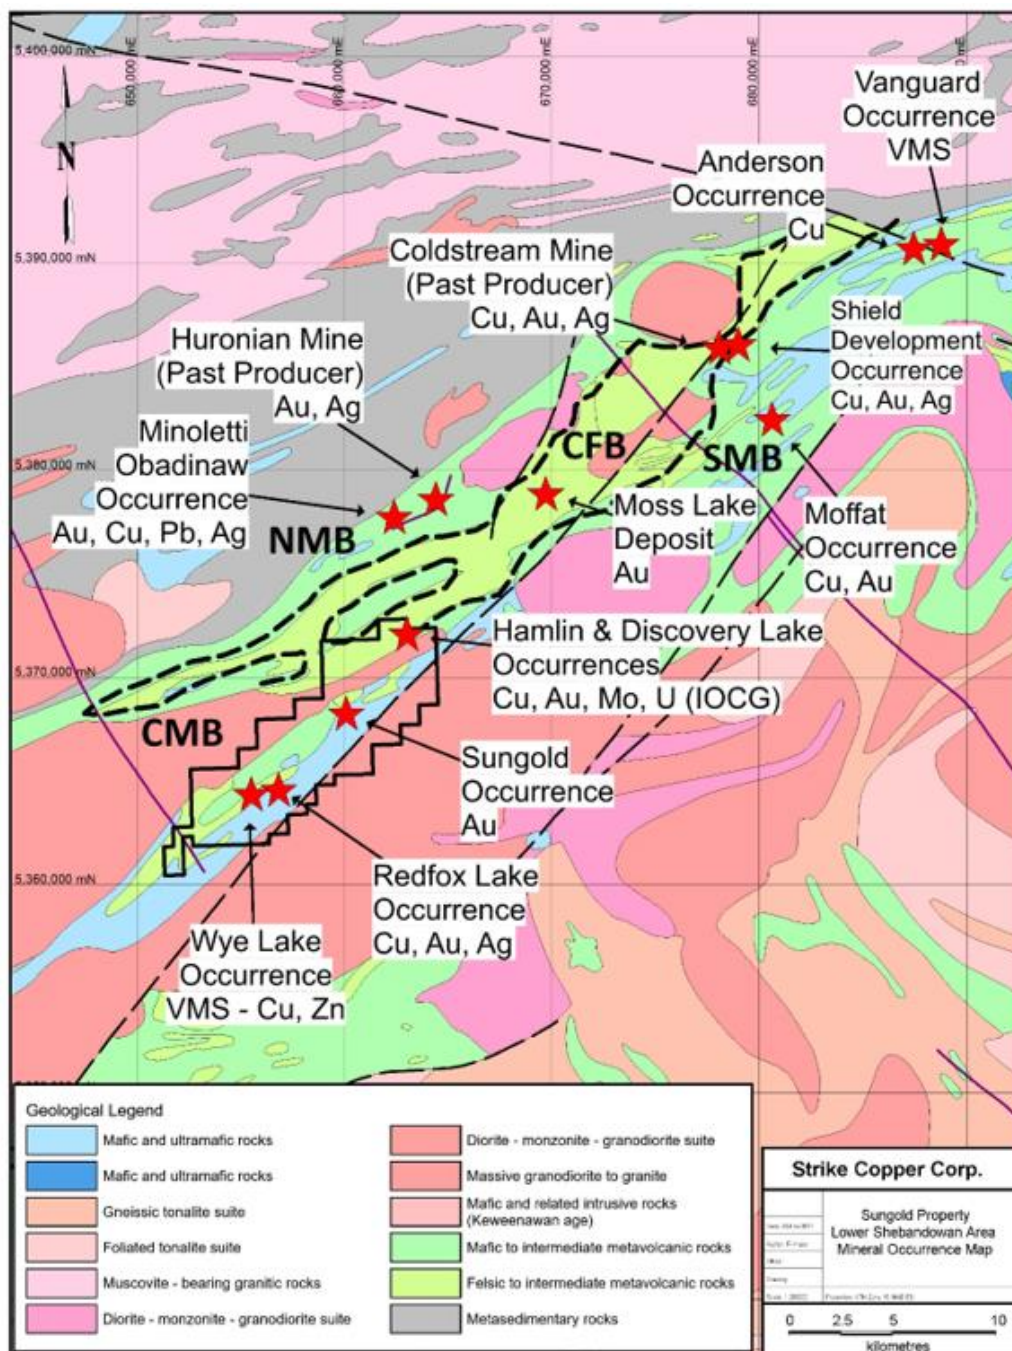 5,400,000 mN
650,000 mE
660,000 mE
670,000 mE
680,000 mE
mE
N
Vanguard
Occurrence
VMS
Anderson
Occurrence
Cu
5,390,000 mN
Coldstream Mine
(Past Producer)
Cu, Au, Ag
Shield
Development
Occurrence
Cu, Au, Ag
Huronian Mine
(Past Producer)
Au, Ag
Minoletti
Obadinaw
Occurrence
Au, Cu, Pb, Ag
5,380,000 mN
CFB
SMB
NMB
Moss Lake
Deposit
Au
Moffat
Occurrence
Cu, Au
Hamlin & Discovery Lake
Occurrences
Cu, Au, Mo, U (IOCG)
5,370,000 mN
CMB
Sungold
Occurrence
Au
5,360,000 mN
Redfox Lake
Occurrence
Cu, Au, Ag
Wye Lake
Occurrence
VMS - Cu, Zn
Geological Legend
Mafic and ultramafic rocks
Mafic and ultramafic rocks
Gneissic tonalite suite
Foliated tonalite suite
Muscovite - bearing granitic rocks
Diorite - monzonite - granodiorite suite
Diorite - monzonite - granodiorite suite
Massive granodiorite to granite
Mafic and related intrusive rocks
(Keweenawan age)
Mafic to intermediate metavolcanic rocks
Felsic to intermediate metavolcanic rocks
Metasedimentary rocks
Strike Copper Corp.
Sungold Property
Lower Shebandowan Area
Mineral Occurrence Map
0 2.5 5 10
kilometres